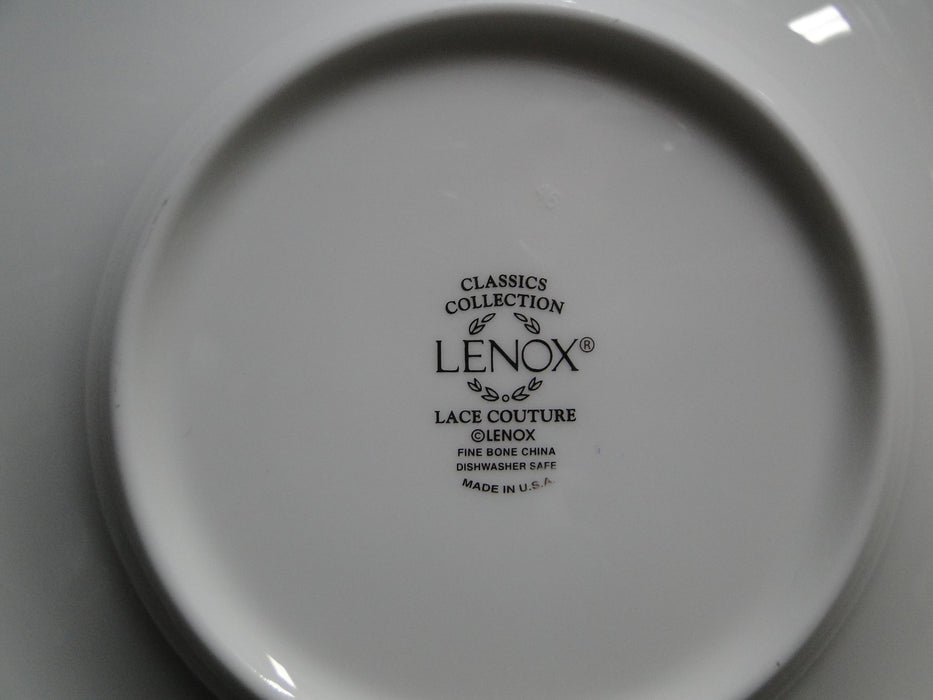 CLASSICS
COLLECTION
LENOX®
LACE COUTURE
©LENOX
FINE BONE CHINA
DISHWASHER SAFE
MADE IN U.S.A.